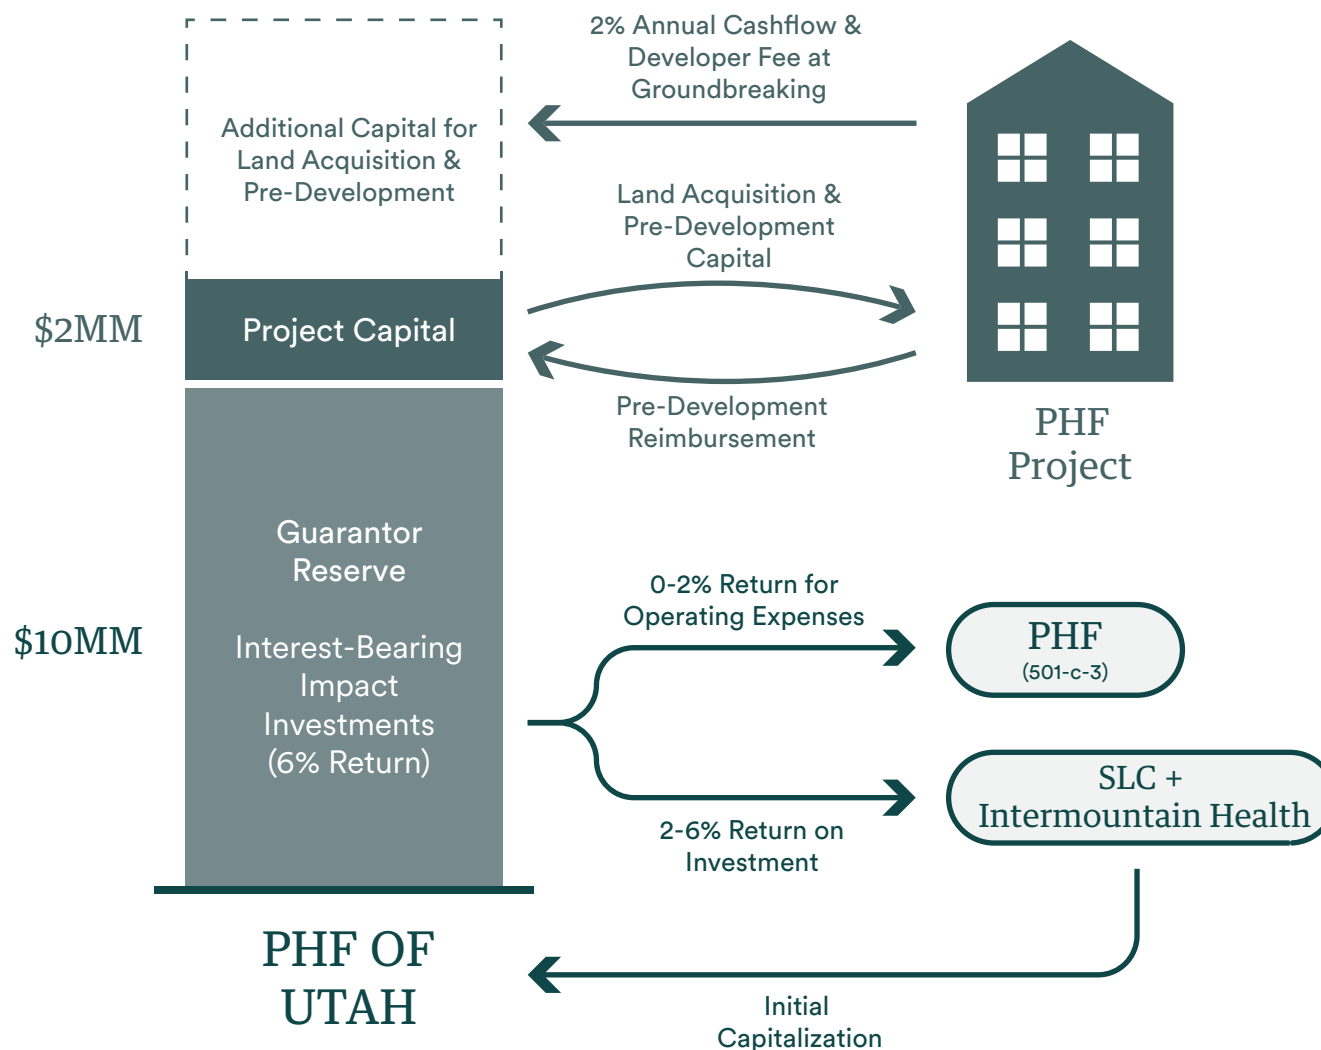 2% Annual Cashflow &
Developer Fee at
Groundbreaking
Additional Capital for
Land Acquisition &
Pre-Development
Land Acquisition &
Pre-Development
Capital
$2MM
Project Capital
Pre-Development
Reimbursement
PHF
Project
Guarantor
Reserve
Interest-Bearing
Impact
Investments
(6% Return)
$10MM
0-2% Return for
Operating Expenses
PHF
(501-c-3)
SLC +
Intermountain Health
2-6% Return on
Investment
PHF OF
UTAH
Initial
Capitalization